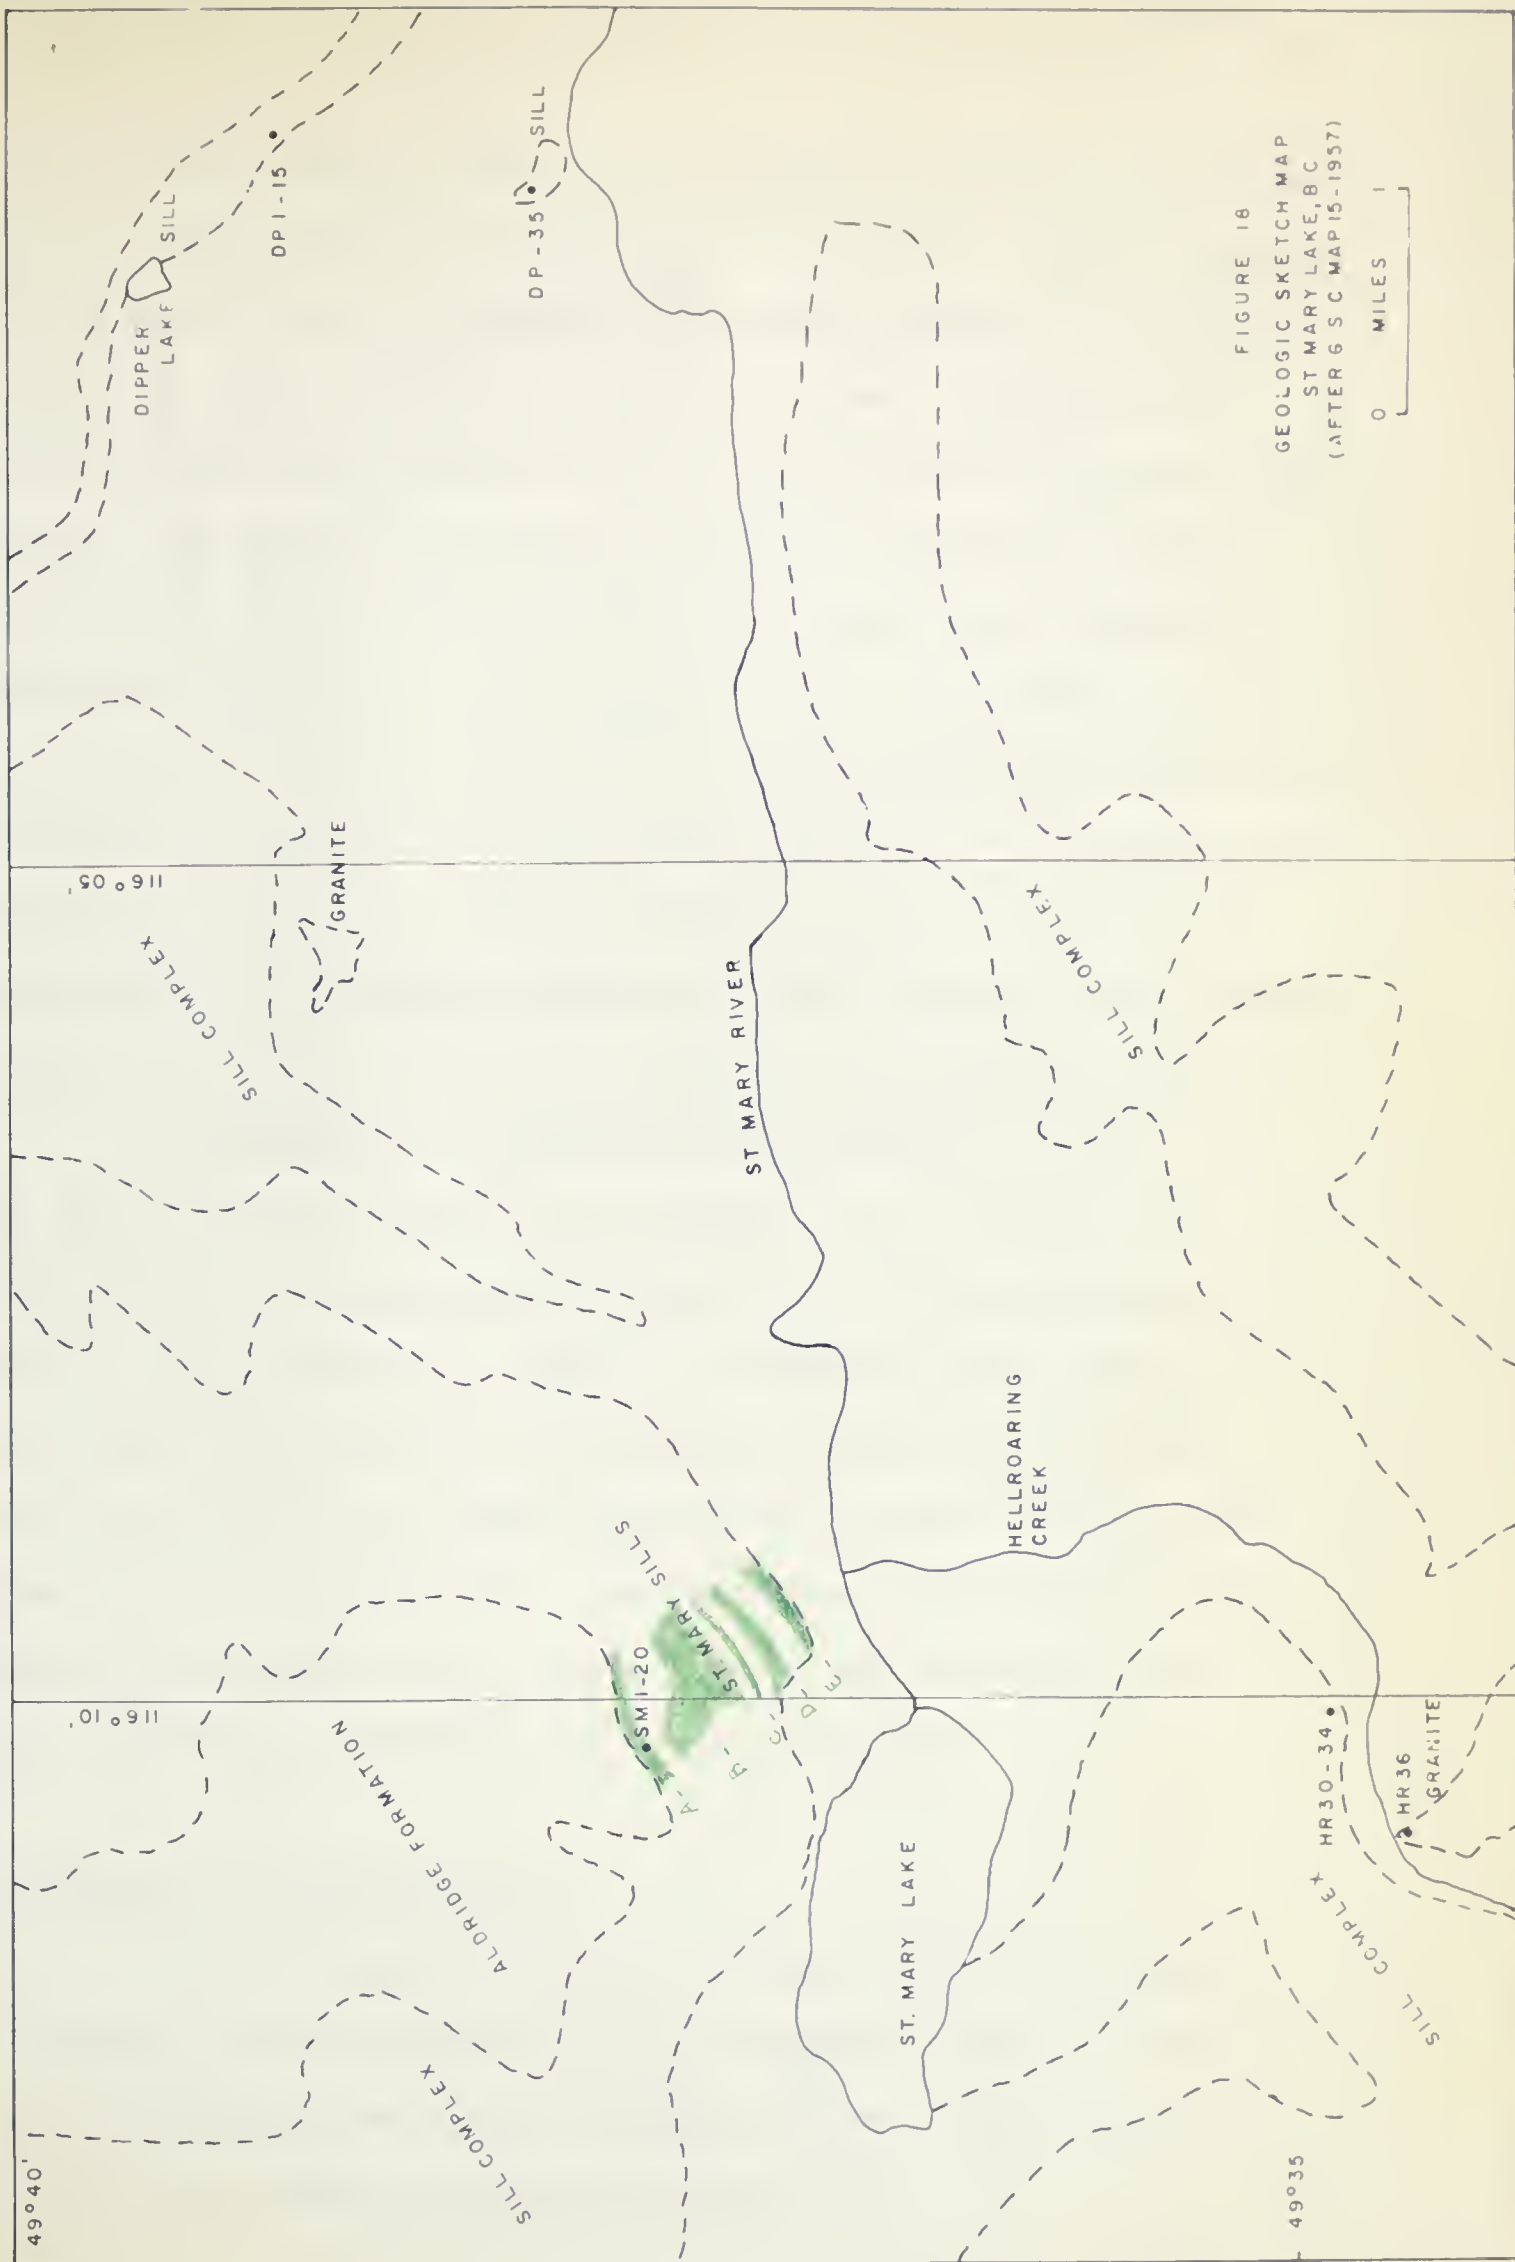 49°40'
116°10'
116°05'
SILL COMPLEX
ALDRIDGE FORMATION
SILL COMPLEX
GRANITE
DIPPER
LAKE
SILL
DP1-15
DP-35
SILL
SM1-20
ST. MARY SILLS
A-
B-
C-
D-
E-
ST MARY RIVER
ST. MARY LAKE
HELLROARING
CREEK
SILL COMPLEX
HR30-34
HR36
GRANITE
SILL COMPLEX
49°35
FIGURE 18
GEOLOGIC SKETCH MAP
ST MARY LAKE, B C
(AFTER G S C MAP 15-1957)
0 MILES 1